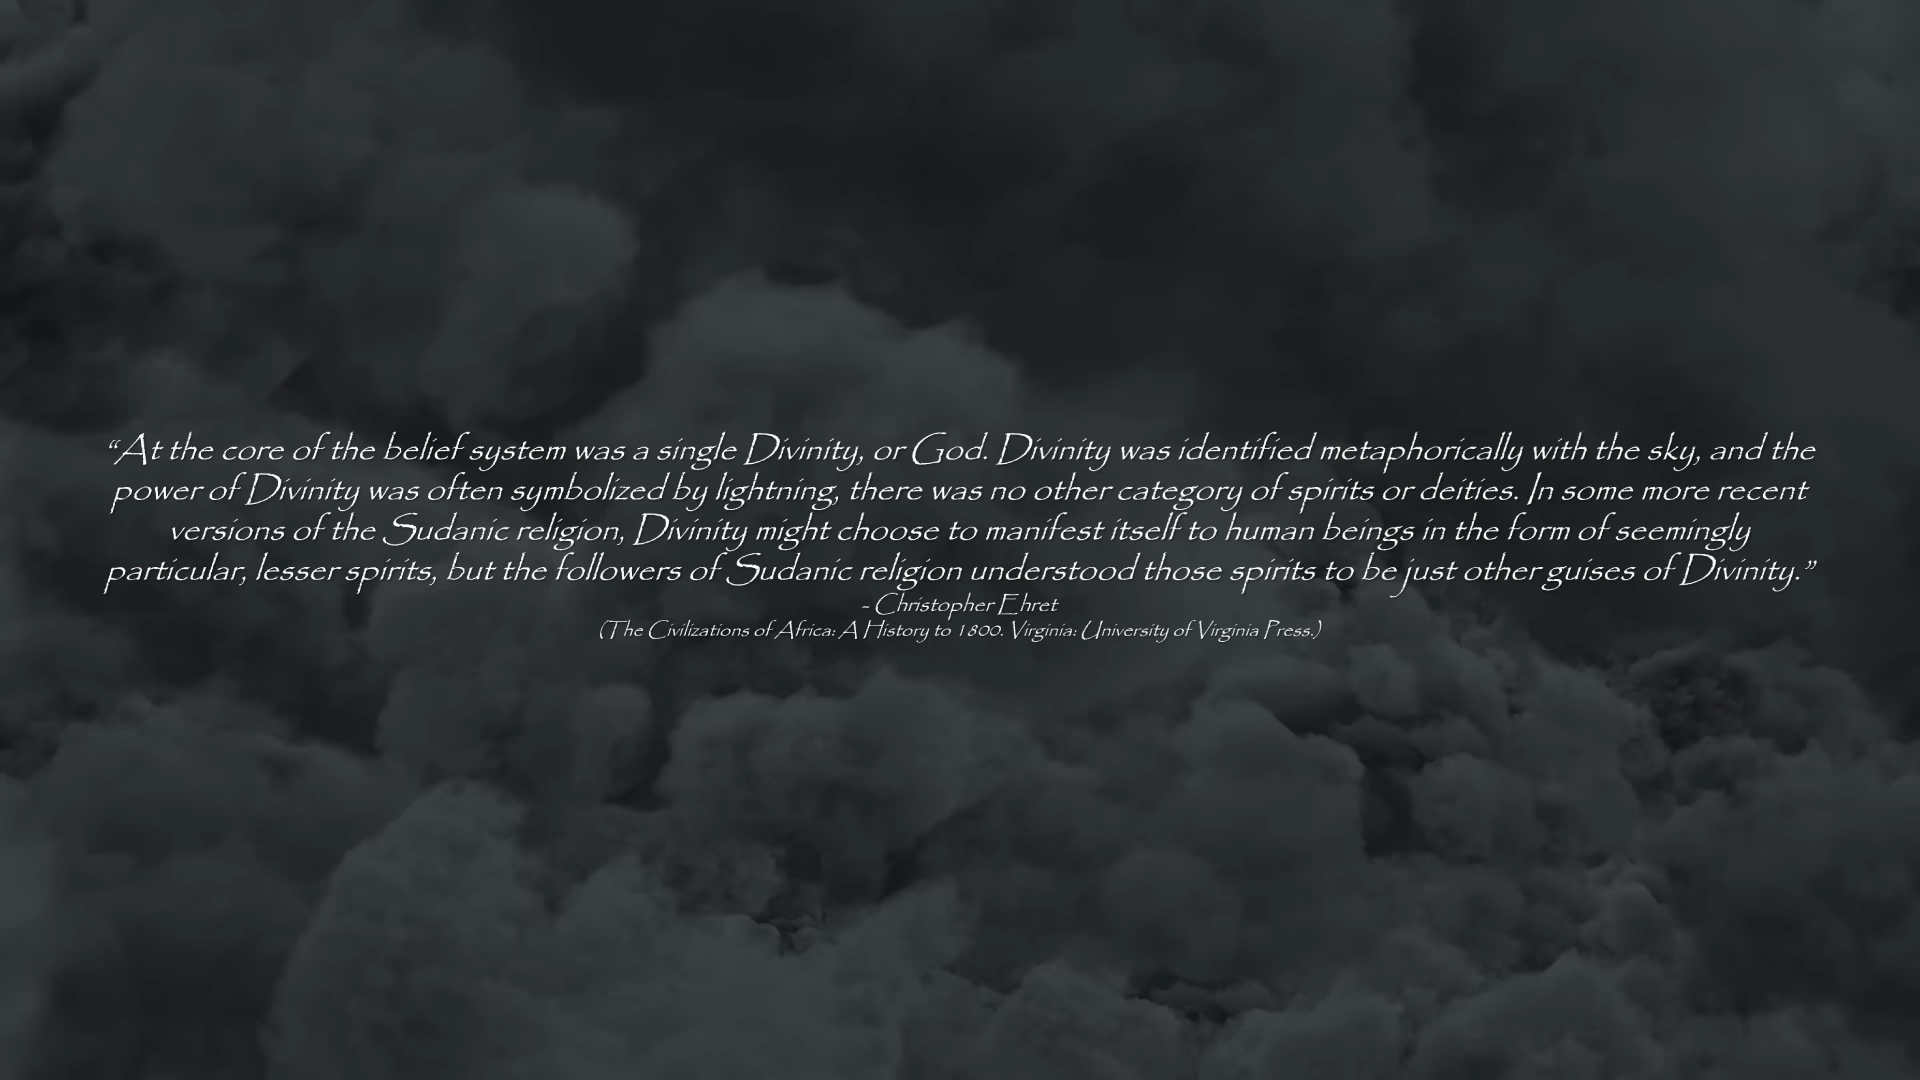 “At the core of the belief system was a single Divinity, or God. Divinity was identified metaphorically with the sky, and the
power of Divinity was often symbolized by lightning, there was no other category of spirits or deities. In some more recent
versions of the Sudanic religion, Divinity might choose to manifest itself to human beings in the form of seemingly
particular, lesser spirits, but the followers of Sudanic religion understood those spirits to be just other guises of Divinity.”
- Christopher Ehret
(The Civilizations of Africa: A History to 1800. Virginia: University of Virginia Press.)